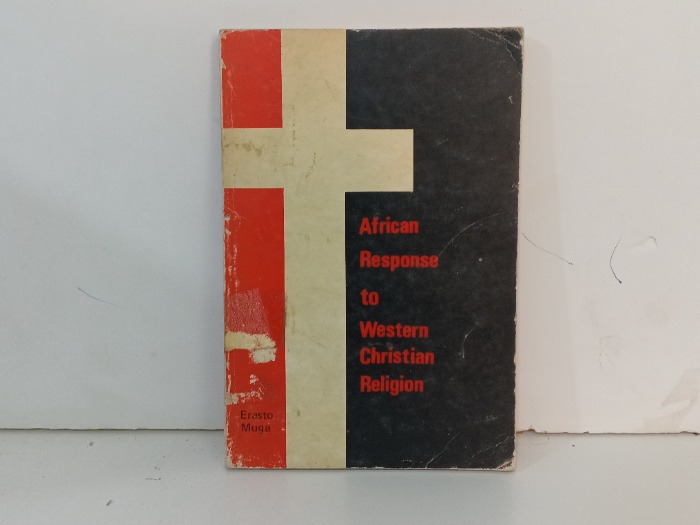 African
Response
to
Western
Christian
Religion
Erasto
Muga